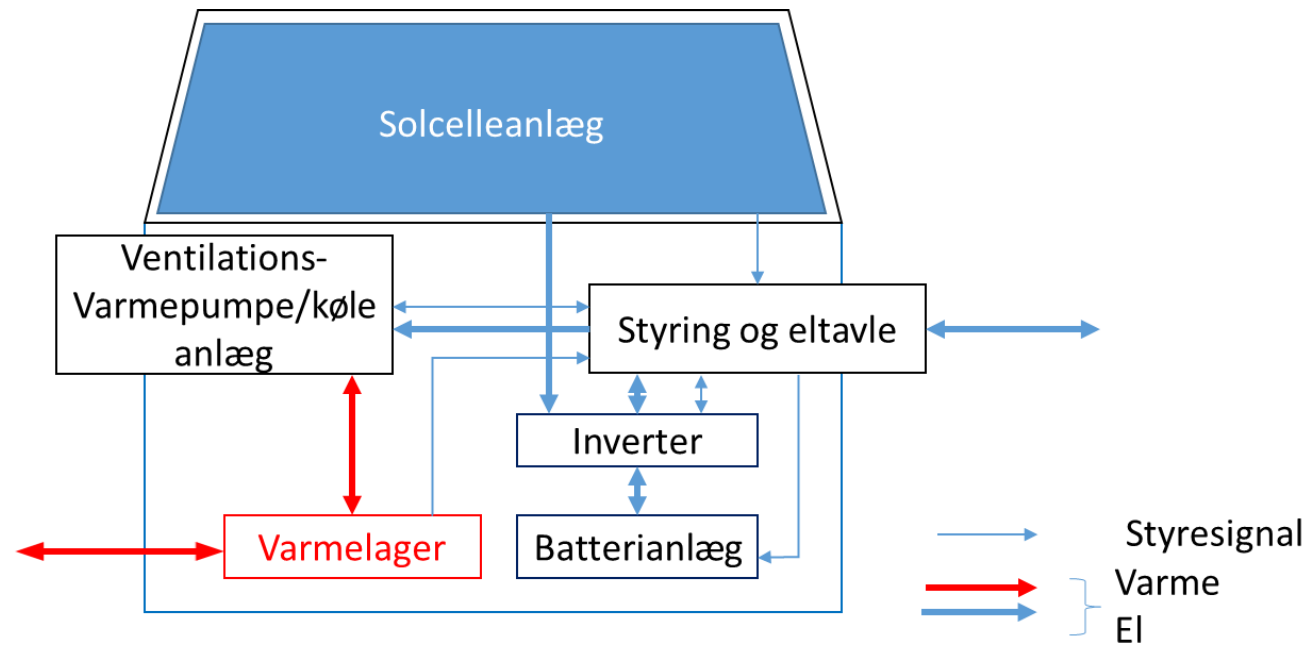 Solcelleanlæg
Ventilations-
Varmepumpe/køle
anlæg
Styring og eltavle
Inverter
Varmelager
Batterianlæg
Styresignal
Varme
El